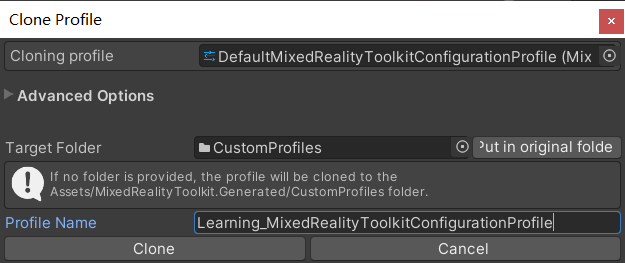 Clone Profile
Cloning profile DefaultMixedRealityToolkitConfigurationProfile (Mix
Advanced Options
Target Folder CustomProfiles Put in original folde
If no folder is provided, the profile will be cloned to the
Assets/MixedRealityToolkit.Generated/CustomProfiles folder.
Profile Name Learning_MixedRealityToolkitConfigurationProfile
Clone Cancel